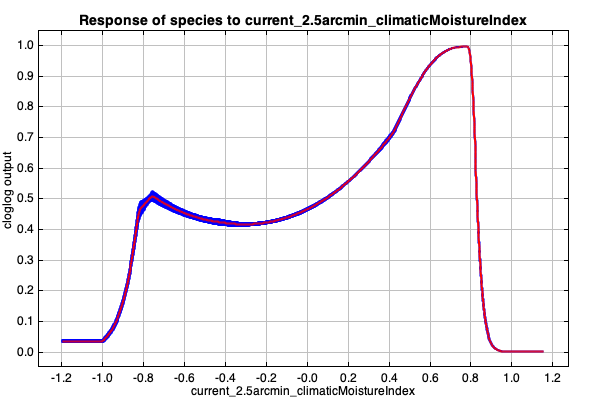 Response of species to current_2.5arcmin_climaticMoistureIndex
cloglog output
1.0
0.9
0.8
0.7
0.6
0.5
0.4
0.3
0.2
0.1
0.0
-1.2 -1.0 -0.8 -0.6 -0.4 -0.2 -0.0 0.2 0.4 0.6 0.8 1.0 1.2
current_2.5arcmin_climaticMoistureIndex